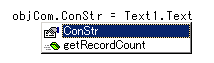 objCom.ConStr = Text1.Text
ConStr
getRecordCount